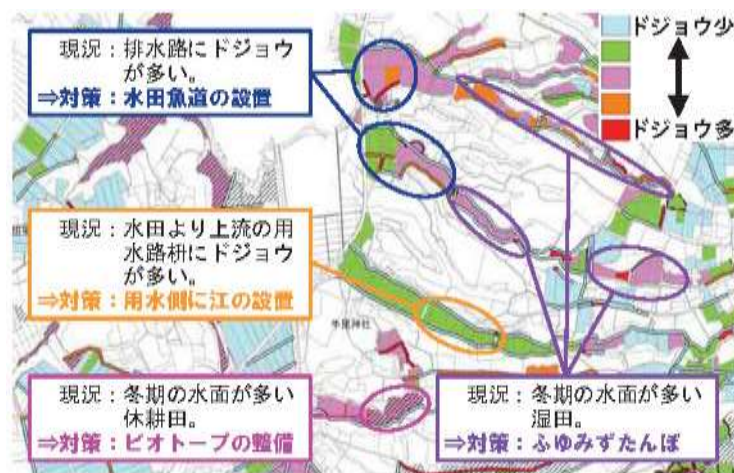 現況：排水路にドジョウ
が多い。
⇒対策：水田魚道の設置
ドジョウ少
ドジョウ多
現況：水田より上流の用
水路枡にドジョウ
が多い。
⇒対策：用水側に江の設置
現況：冬期の水面が多い
休耕田。
⇒対策：ビオトープの整備
現況：冬期の水面が多い
湿田。
⇒対策：ふゆみずたんぼ